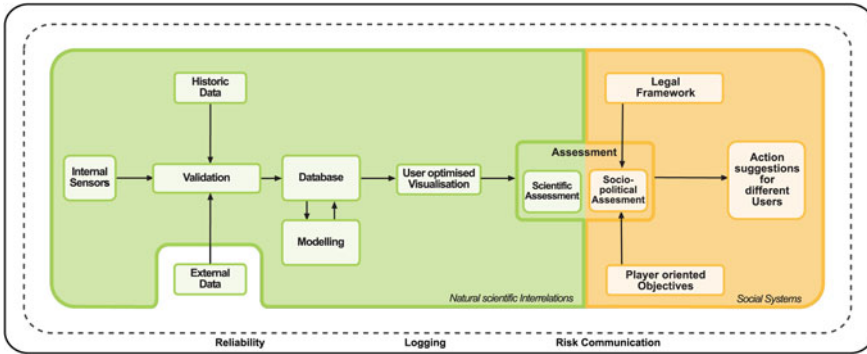 Historic
Data
Legal
Framework
Assessment
Internal
Sensors
Validation
Database
User optimised
Visualisation
Scientific
Assessment
Socio-
political
Assesment
Action
suggestions
for
different
Users
Modelling
External
Data
Player oriented
Objectives
Natural scientific Interrelations
Social Systems
Reliability
Logging
Risk Communication